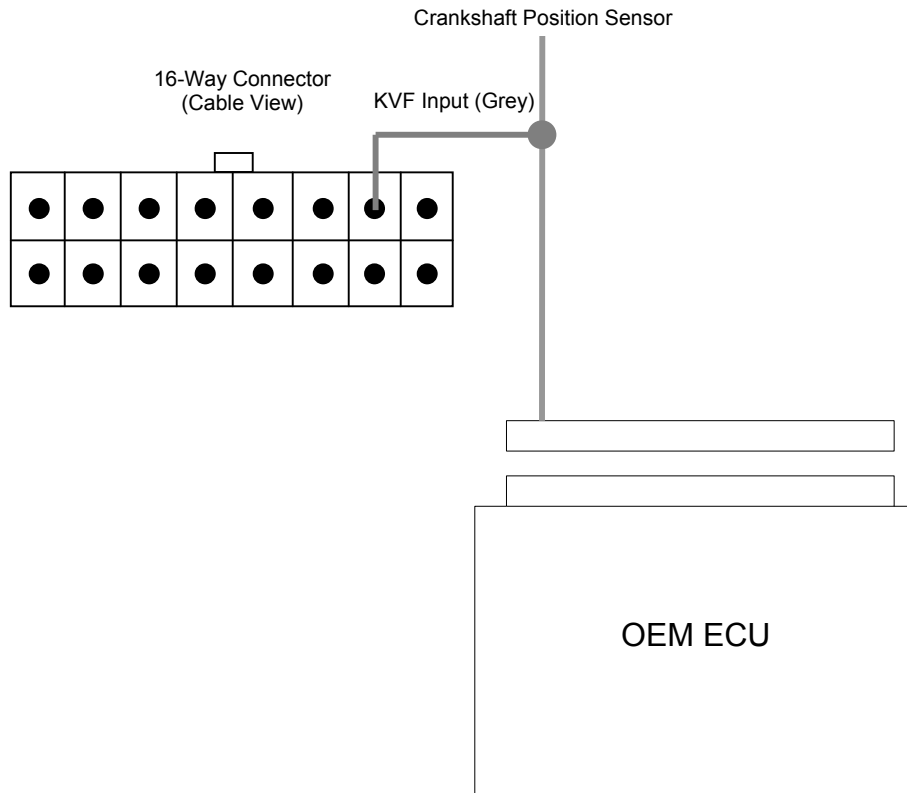 Crankshaft Position Sensor
16-Way Connector
(Cable View)
KVF Input (Grey)
OEM ECU